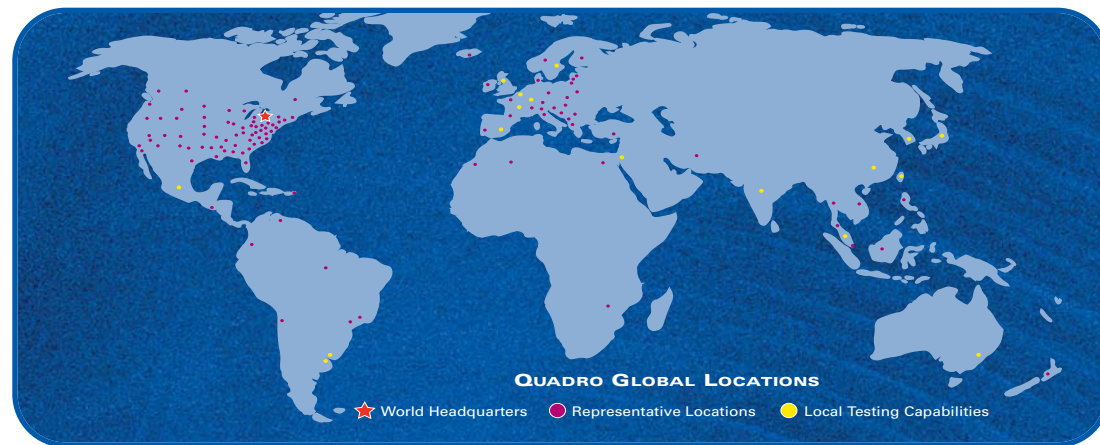 QUADRO GLOBAL LOCATIONS
World Headquarters Representative Locations Local Testing Capabilities